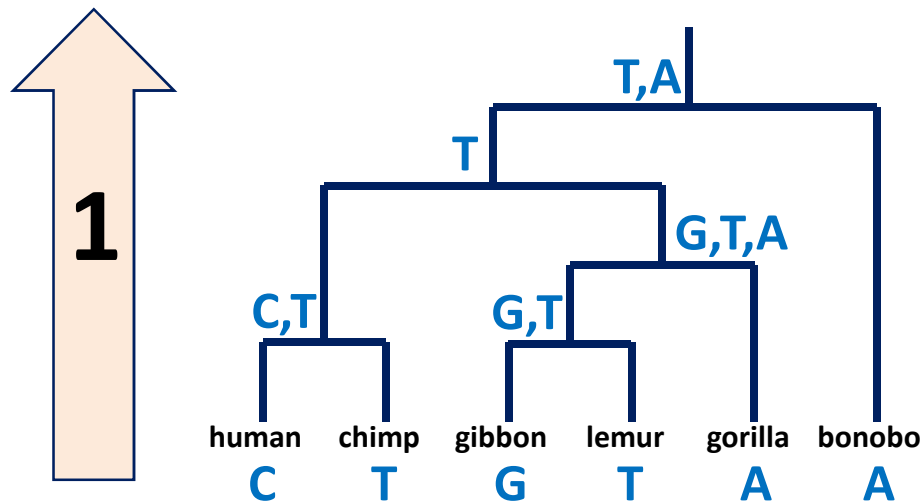 T,A
T
1
G,T,A
C,T
G,T
human chimp gibbon lemur gorilla bonobo
C T G T A A